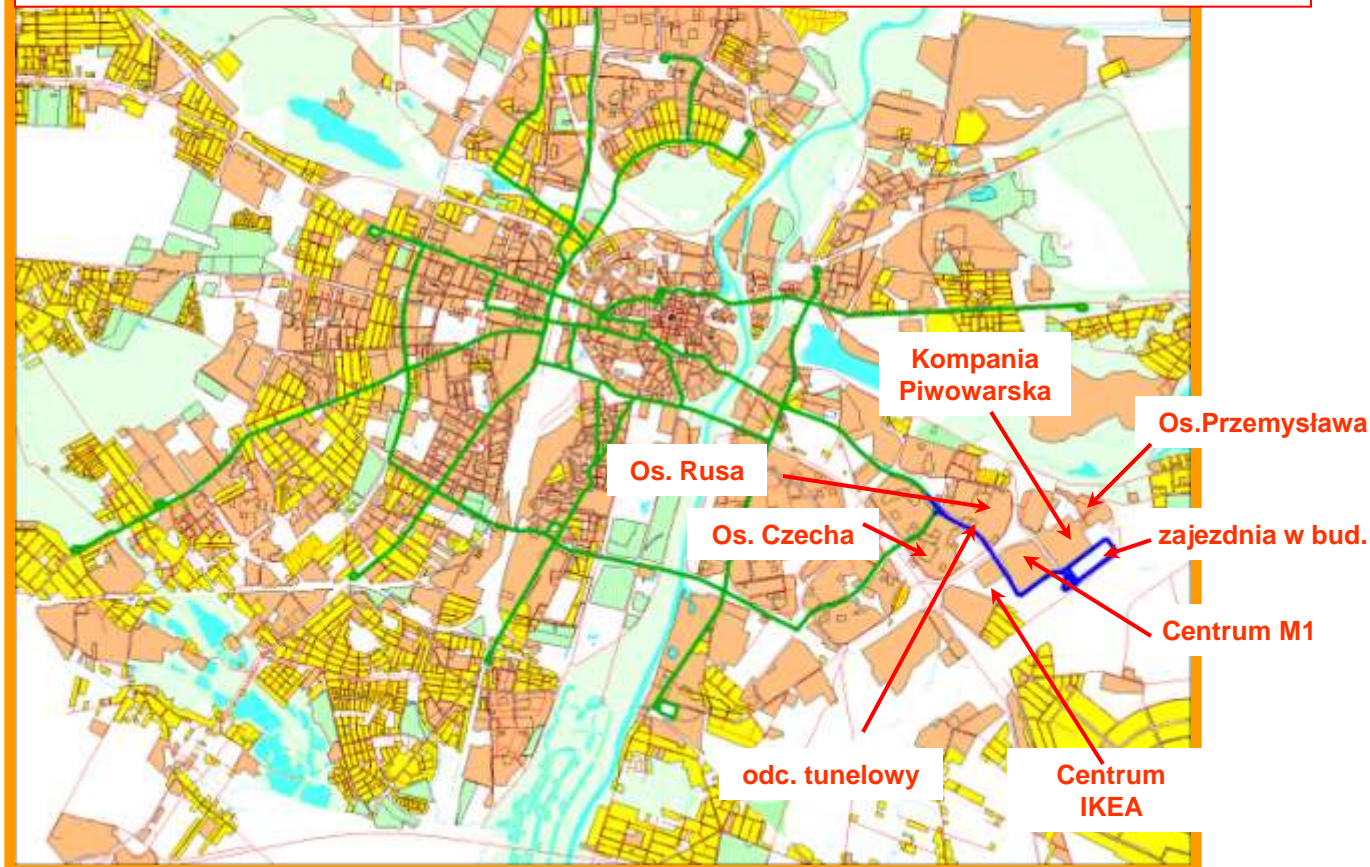 Kompania
Piwowarska
Os.Przemysława
Os. Rusa
Os. Czecha
zajezdnia w bud.
Centrum M1
odc. tunelowy
Centrum
IKEA